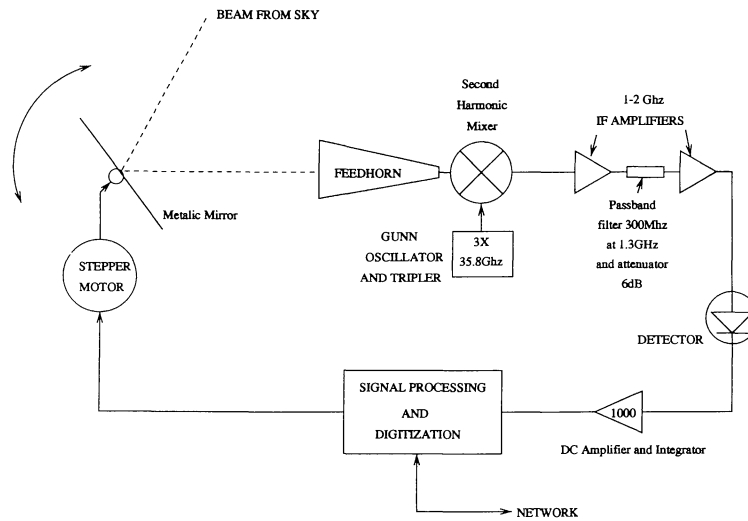 BEAM FROM SKY
Second
Harmonic
Mixer
1-2 Ghz
IF AMPLIFIERS
FEEDHORN
Metalic Mirror
Passband
filter 300Mhz
at 1.3GHz
and attenuator
6dB
GUNN
OSCILLATOR
AND TRIPLER
3X
35.8Ghz
STEPPER
MOTOR
DETECTOR
SIGNAL PROCESSING
AND
DIGITIZATION
1000
DC Amplifier and Integrator
NETWORK